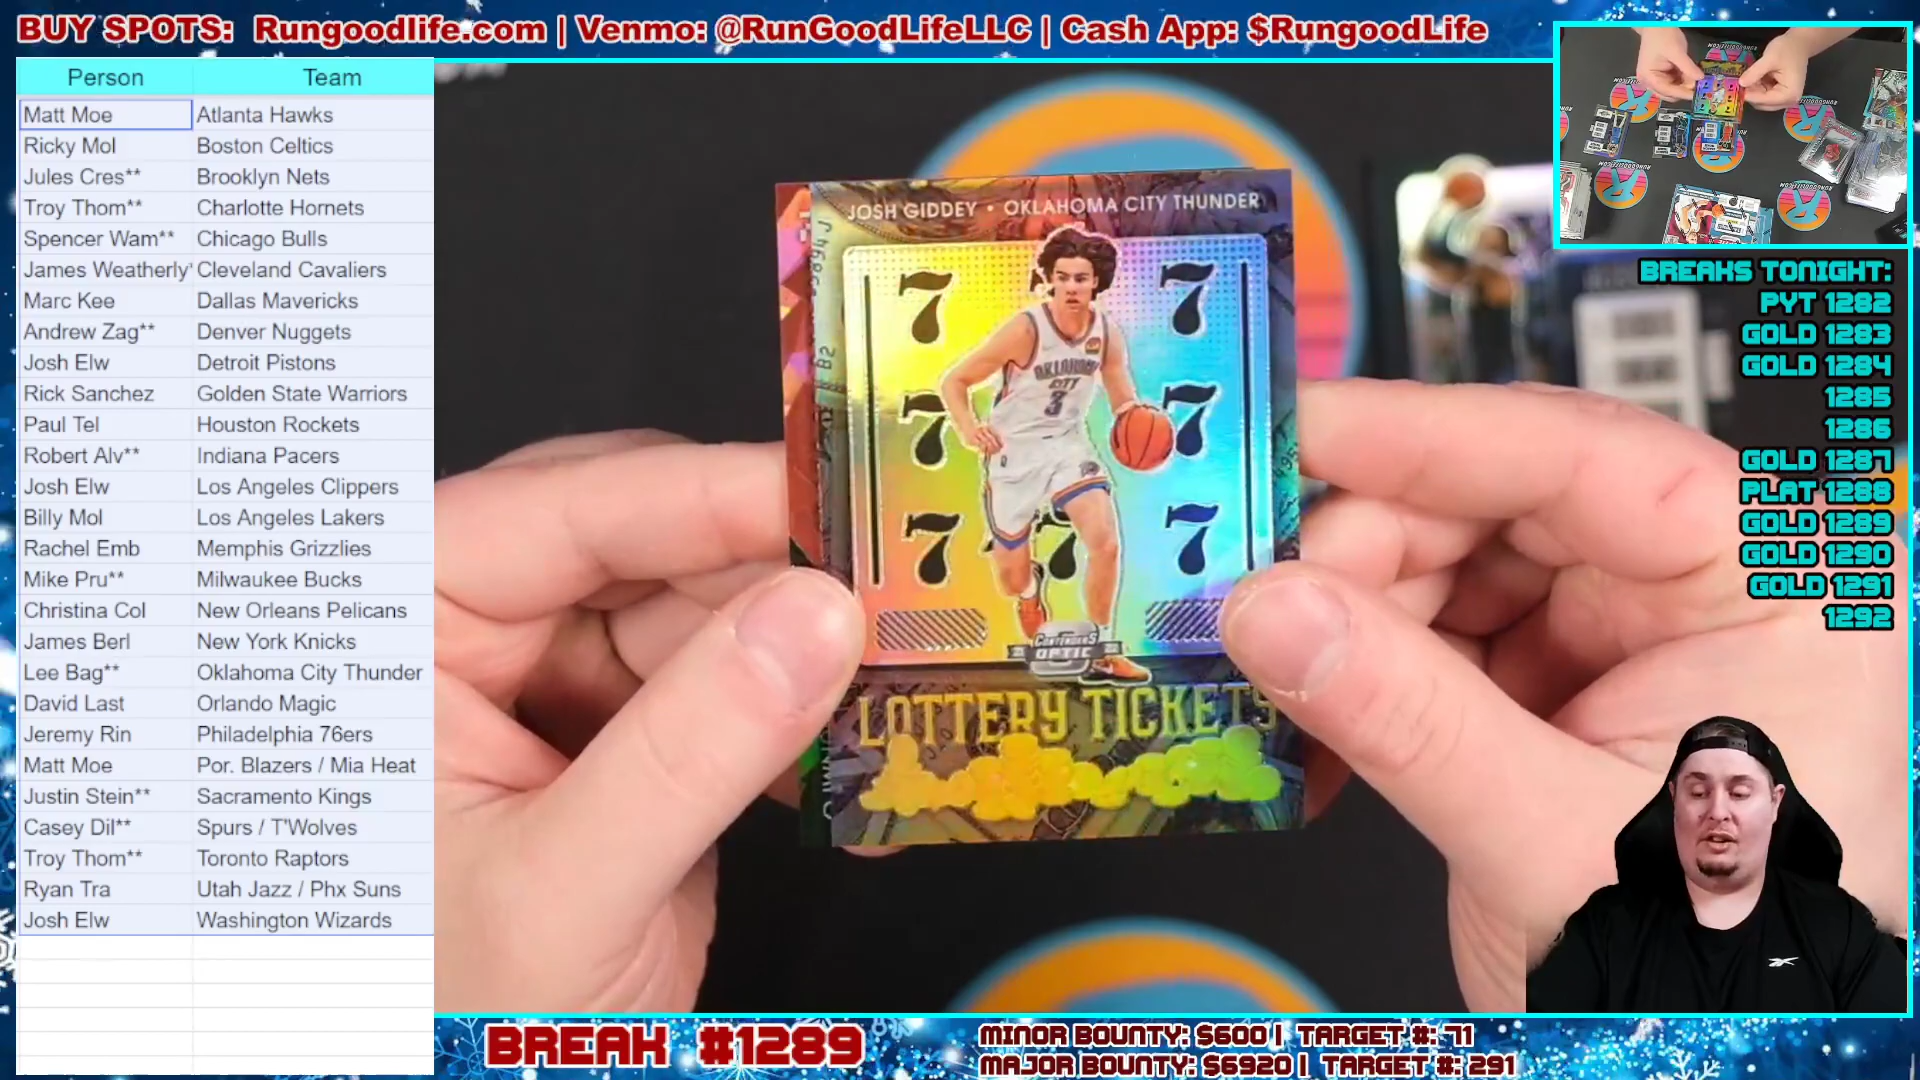 BUY SPOTS: Rungoodlife.com | Venmo: @RunGoodLifeLLC | Cash App: $RungoodLife
Person Team
Matt Moe Atlanta Hawks
Ricky Mol Boston Celtics
Jules Cres** Brooklyn Nets
Troy Thom** Charlotte Hornets
Spencer Wam** Chicago Bulls
James Weatherly* Cleveland Cavaliers
Marc Kee Dallas Mavericks
Andrew Zag** Denver Nuggets
Josh Elw Detroit Pistons
Rick Sanchez Golden State Warriors
Paul Tel Houston Rockets
Robert Alv** Indiana Pacers
Josh Elw Los Angeles Clippers
Billy Mol Los Angeles Lakers
Rachel Emb Memphis Grizzlies
Mike Pru** Milwaukee Bucks
Christina Col New Orleans Pelicans
James Berl New York Knicks
Lee Bag** Oklahoma City Thunder
David Last Orlando Magic
Jeremy Rin Philadelphia 76ers
Matt Moe Por. Blazers / Mia Heat
Justin Stein** Sacramento Kings
Casey Dil** Spurs / T'Wolves
Troy Thom** Toronto Raptors
Ryan Tra Utah Jazz / Phx Suns
Josh Elw Washington Wizards
JOSH GIDDEY • OKLAHOMA CITY THUNDER
7 7
7 7
7 7 7
OKLAHOMA
CITY
3
CONTENDERS
OPTIC
LOTTERY TICKETS
BREAKS TONIGHT:
PYT 1282
GOLD 1283
GOLD 1284
1285
1286
GOLD 1287
PLAT 1288
GOLD 1289
GOLD 1290
GOLD 1291
1292
BREAK #1289
MINOR BOUNTY: $600 | TARGET #: 71
MAJOR BOUNTY: $6920 | TARGET #: 291